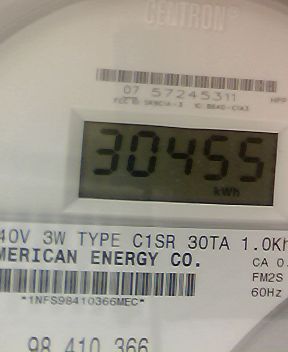 CENTRON®
07 57245311
30455
kWh
40V 3W TYPE C1SR 30TA 1.0Kh
MERICAN ENERGY CO.
CA 0.
FM2S
60Hz
*1NFS98410366MEC*
98 410 366